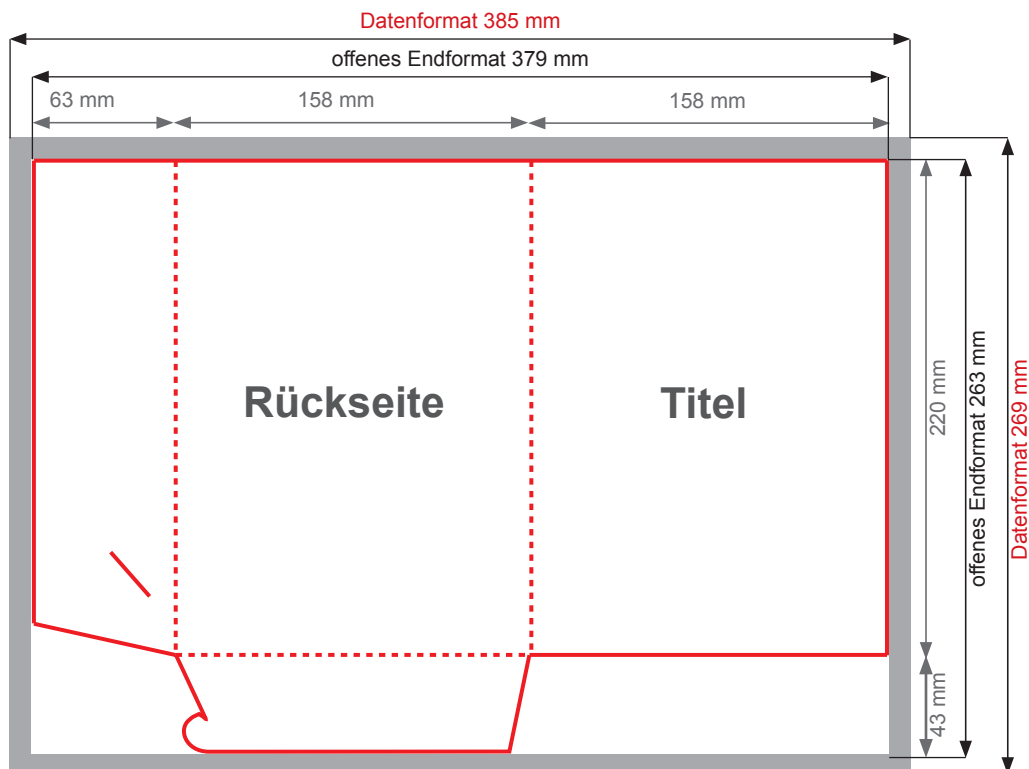 Datenformat 385 mm
offenes Endformat 379 mm
63 mm
158 mm
158 mm
Rückseite
Titel
220 mm
offenes Endformat 263 mm
Datenformat 269 mm
43 mm